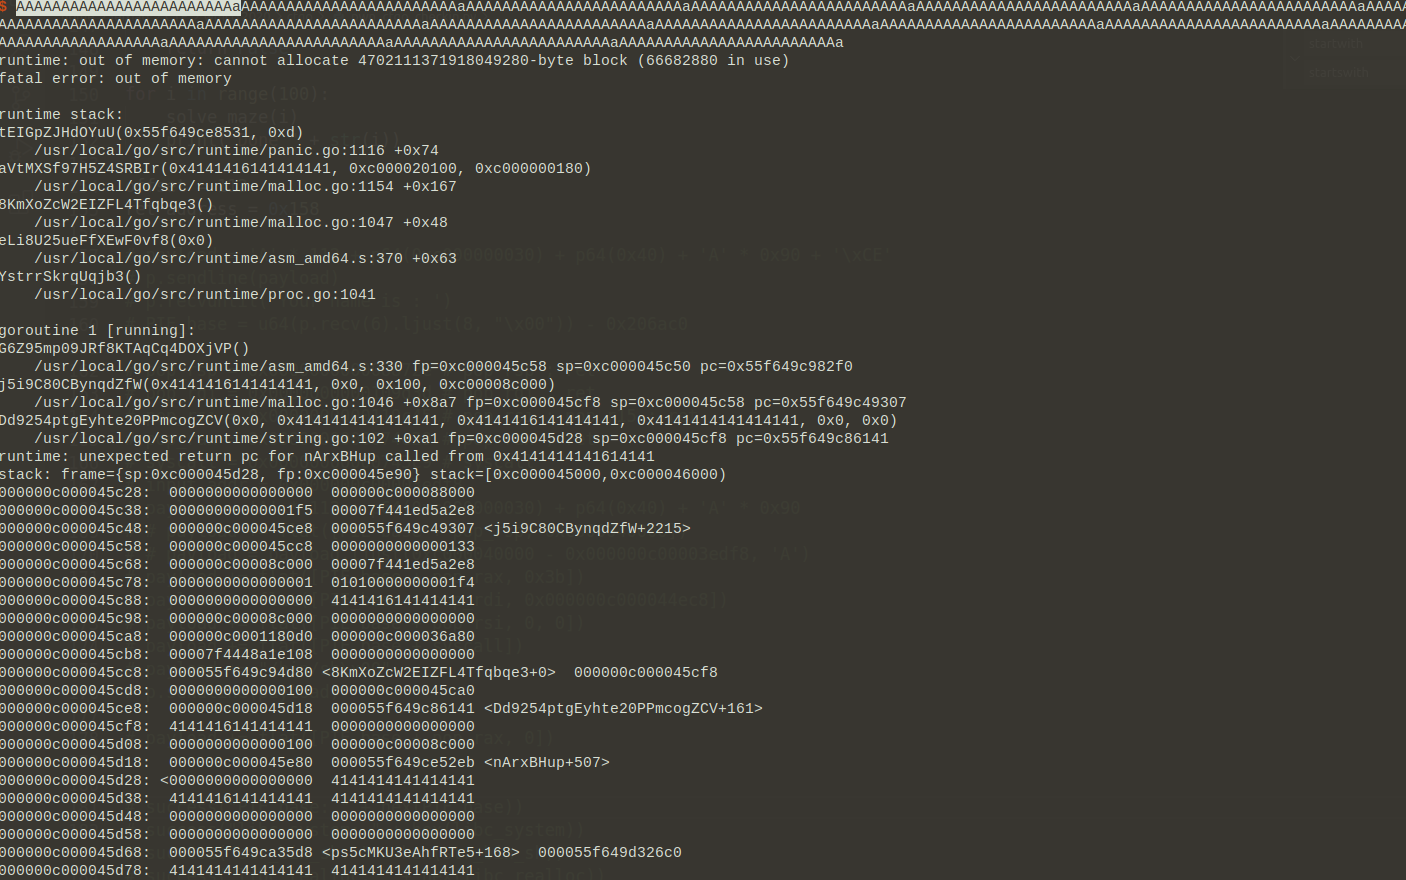 $ AAAAAAAAAAAAAAAAAAAAAAAAaAAAAAAAAAAAAAAAAAAAAAAAAaAAAAAAAAAAAAAAAAAAAAAAAAaAAAAAAAAAAAAAAAAAAAAAAAAaAAAAAAAAAAAAAAAAAAAAAAAAaAAAAAAAAAAAAAAAAAAAAAAAAaAAAAA
AAAAAAAAAAAAAAAAAAAAAAaAAAAAAAAAAAAAAAAAAAAAAAAaAAAAAAAAAAAAAAAAAAAAAAAAaAAAAAAAAAAAAAAAAAAAAAAAAaAAAAAAAAAAAAAAAAAAAAAAAAaAAAAAAAAAAAAAAAAAAAAAAAAaAAAAAAAAA
AAAAAAAAAAAAAAAAAAaAAAAAAAAAAAAAAAAAAAAAAAAaAAAAAAAAAAAAAAAAAAAAAAAAaAAAAAAAAAAAAAAAAAAAAAAAAa
runtime: out of memory: cannot allocate 4702111371918049280-byte block (66682880 in use)
fatal error: out of memory
runtime stack:
tEIGpZJHdOYuU(0x55f649ce8531, 0xd)
/usr/local/go/src/runtime/panic.go:1116 +0x74
aVtMXSf97H5Z4SRBIr(0x4141416141414141, 0xc000020100, 0xc000000180)
/usr/local/go/src/runtime/malloc.go:1154 +0x167
8KmXoZcW2EIZFL4Tfqbqe3()
/usr/local/go/src/runtime/malloc.go:1047 +0x48
eLi8U25ueFfXEwF0vf8(0x0)
/usr/local/go/src/runtime/asm_amd64.s:370 +0x63
YstrrSkrqUqjb3()
/usr/local/go/src/runtime/proc.go:1041
goroutine 1 [running]:
G6Z95mp09JRf8KTAqCq4DOXjVP()
/usr/local/go/src/runtime/asm_amd64.s:330 fp=0xc000045c58 sp=0xc000045c50 pc=0x55f649c982f0
j5i9C80CBynqdZfW(0x4141416141414141, 0x0, 0x100, 0xc00008c000)
/usr/local/go/src/runtime/malloc.go:1046 +0x8a7 fp=0xc000045cf8 sp=0xc000045c58 pc=0x55f649c49307
Dd9254ptgEyhte20PPmcogZCV(0x0, 0x4141414141414141, 0x4141416141414141, 0x4141414141414141, 0x0, 0x0)
/usr/local/go/src/runtime/string.go:102 +0xa1 fp=0xc000045d28 sp=0xc000045cf8 pc=0x55f649c86141
runtime: unexpected return pc for nArxBHup called from 0x4141414141614141
stack: frame={sp:0xc000045d28, fp:0xc000045e90} stack=[0xc000045000,0xc000046000)
000000c000045c28:  0000000000000000  000000c000088000
000000c000045c38:  00000000000001f5  00007f441ed5a2e8
000000c000045c48:  000000c000045ce8  000055f649c49307 <j5i9C80CBynqdZfW+2215>
000000c000045c58:  000000c000045cc8  0000000000000133
000000c000045c68:  000000c00008c000  00007f441ed5a2e8
000000c000045c78:  0000000000000001  01010000000001f4
000000c000045c88:  0000000000000000  4141416141414141
000000c000045c98:  000000c00008c000  0000000000000000
000000c000045ca8:  000000c0001180d0  000000c000036a80
000000c000045cb8:  00007f4448a1e108  0000000000000000
000000c000045cc8:  000055f649c94d80 <8KmXoZcW2EIZFL4Tfqbqe3+0>  000000c000045cf8
000000c000045cd8:  0000000000000100  000000c000045ca0
000000c000045ce8:  000000c000045d18  000055f649c86141 <Dd9254ptgEyhte20PPmcogZCV+161>
000000c000045cf8:  4141416141414141  0000000000000000
000000c000045d08:  0000000000000100  000000c00008c000
000000c000045d18:  000000c000045e80  000055f649ce52eb <nArxBHup+507>
000000c000045d28: <0000000000000000  4141414141414141
000000c000045d38:  4141416141414141  4141414141414141
000000c000045d48:  0000000000000000  0000000000000000
000000c000045d58:  0000000000000000  0000000000000000
000000c000045d68:  000055f649ca35d8 <ps5cMKU3eAhfRTe5+168>  000055f649d326c0
000000c000045d78:  4141414141414141  4141414141414141